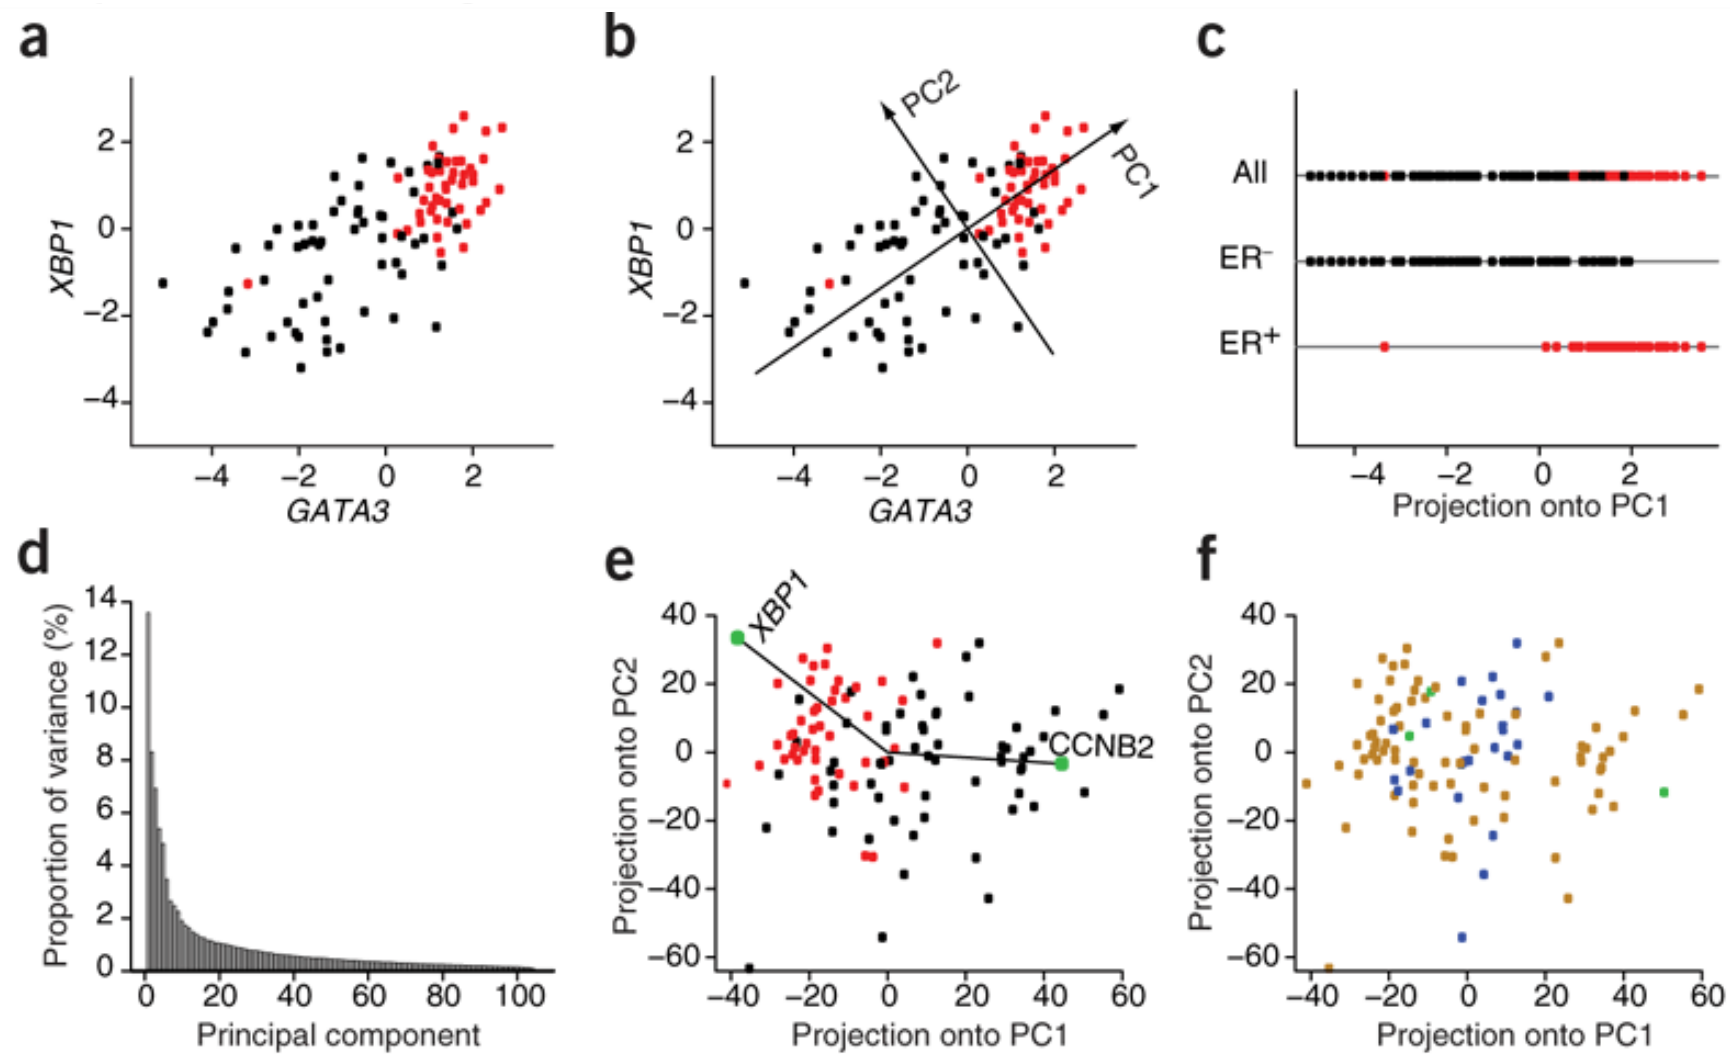 a
XBP1
2
0
−2
−4
−4 −2 0 2
GATA3
b
PC2
PC1
XBP1
2
0
−2
−4
−4 −2 0 2
GATA3
c
All
ER−
ER+
−4 −2 0 2
Projection onto PC1
d
Proportion of variance (%)
14
12
10
8
6
4
2
0
0 20 40 60 80 100
Principal component
e
XBP1
CCNB2
Projection onto PC2
40
20
0
−20
−40
−60
−40 −20 0 20 40 60
Projection onto PC1
f
Projection onto PC2
40
20
0
−20
−40
−60
−40 −20 0 20 40 60
Projection onto PC1